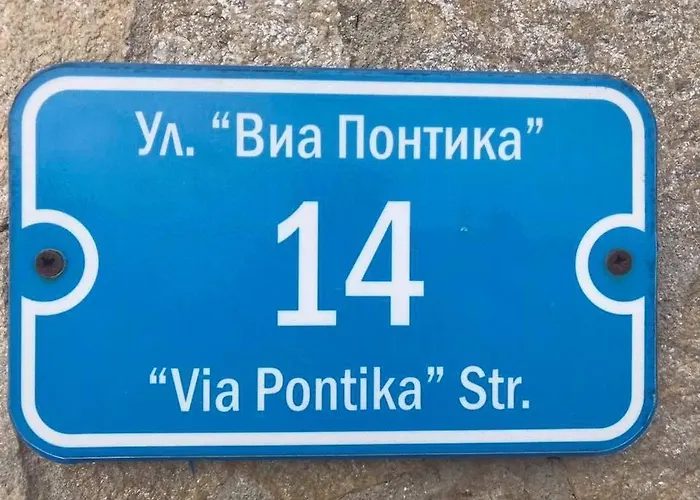 Ул. “Виа Понтика”
14
“Via Pontika” Str.